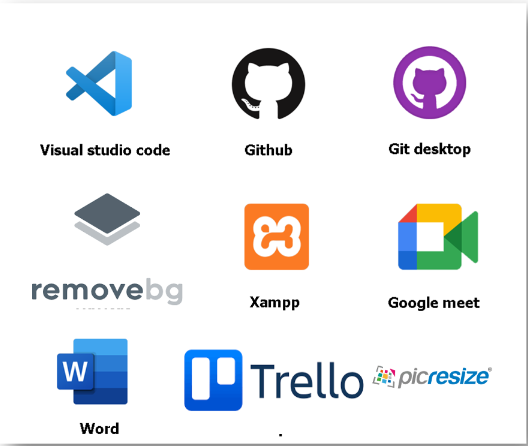 Visual studio code
Github
Git desktop
removebg
Xampp
Google meet
W
Word
Trello
picresize